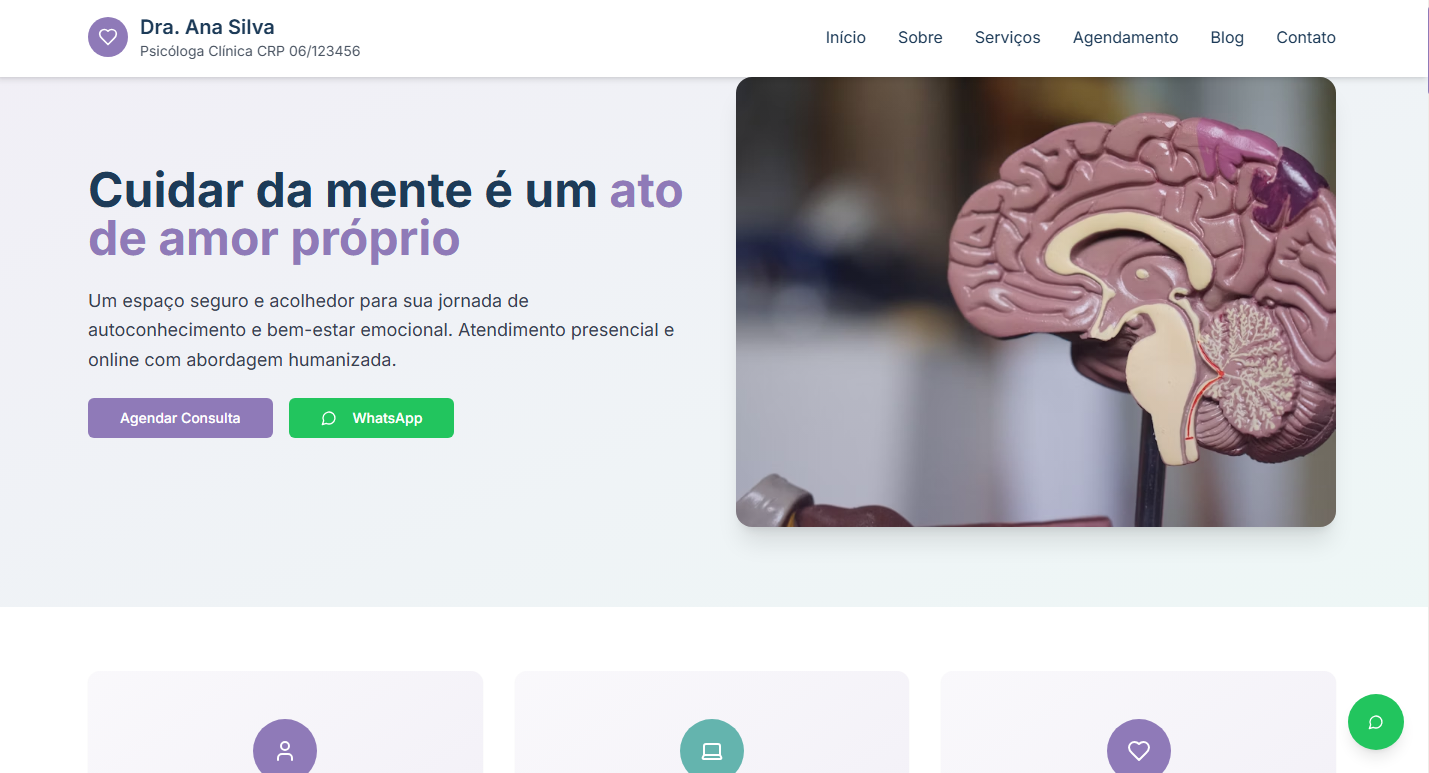 Dra. Ana Silva
Psicóloga Clínica CRP 06/123456
Início
Sobre
Serviços
Agendamento
Blog
Contato
Cuidar da mente é um ato
de amor próprio
Um espaço seguro e acolhedor para sua jornada de
autoconhecimento e bem-estar emocional. Atendimento presencial e
online com abordagem humanizada.
Agendar Consulta
WhatsApp